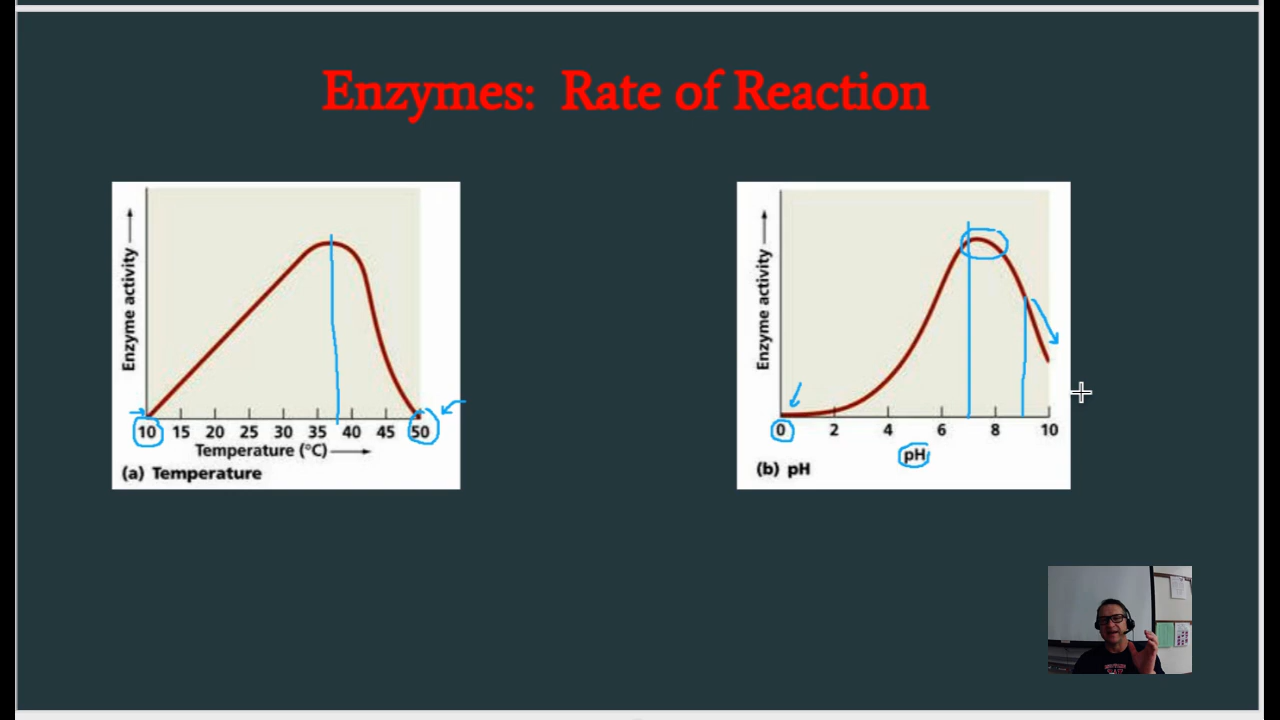 Enzymes: Rate of Reaction
Enzyme activity
10 15 20 25 30 35 40 45 50
Temperature (°C)
(a) Temperature
Enzyme activity
0 2 4 6 8 10
pH
(b) pH